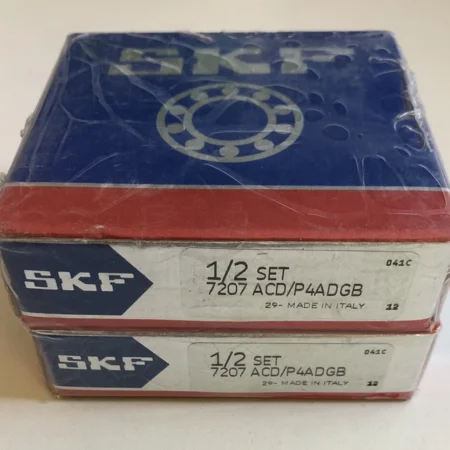 SKF
SKF
1/2 SET
041C
7207 ACD/P4ADGB
29- MADE IN ITALY 12
SKF
1/2 SET
041C
7207 ACD/P4ADGB
29- MADE IN ITALY 12